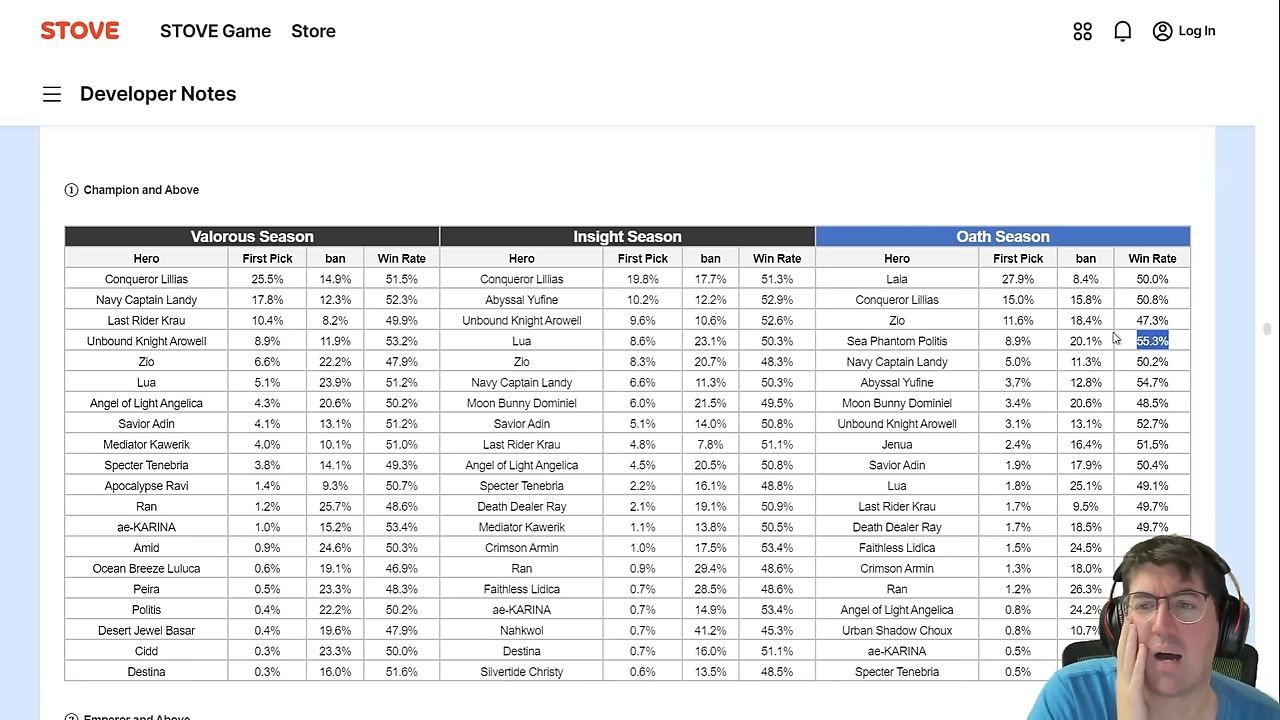 STOVE STOVE Game Store Log In
Developer Notes
① Champion and Above
Valorous Season Insight Season Oath Season
Hero First Pick ban Win Rate Hero First Pick ban Win Rate Hero First Pick ban Win Rate
Conqueror Lillias 25.5% 14.9% 51.5% Conqueror Lillias 19.8% 17.7% 51.3% Laia 27.9% 8.4% 50.0%
Navy Captain Landy 17.8% 12.3% 52.3% Abyssal Yufine 10.2% 12.2% 52.9% Conqueror Lillias 15.0% 15.8% 50.8%
Last Rider Krau 10.4% 8.2% 49.9% Unbound Knight Arowell 9.6% 10.6% 52.6% Zio 11.6% 18.4% 47.3%
Unbound Knight Arowell 8.9% 11.9% 53.2% Lua 8.6% 23.1% 50.3% Sea Phantom Politis 8.9% 20.1% 55.3%
Zio 6.6% 22.2% 47.9% Zio 8.3% 20.7% 48.3% Navy Captain Landy 5.0% 11.3% 50.2%
Lua 5.1% 23.9% 51.2% Navy Captain Landy 6.6% 11.3% 50.3% Abyssal Yufine 3.7% 12.8% 54.7%
Angel of Light Angelica 4.3% 20.6% 50.2% Moon Bunny Dominiel 6.0% 21.5% 49.5% Moon Bunny Dominiel 3.4% 20.6% 48.5%
Savior Adin 4.1% 13.1% 51.2% Savior Adin 5.1% 14.0% 50.8% Unbound Knight Arowell 3.1% 13.1% 52.7%
Mediator Kawerik 4.0% 10.1% 51.0% Last Rider Krau 4.8% 7.8% 51.1% Jenua 2.4% 16.4% 51.5%
Specter Tenebria 3.8% 14.1% 49.3% Angel of Light Angelica 4.5% 20.5% 50.8% Savior Adin 1.9% 17.9% 50.4%
Apocalypse Ravi 1.4% 9.3% 50.7% Specter Tenebria 2.2% 16.1% 48.8% Lua 1.8% 25.1% 49.1%
Ran 1.2% 25.7% 48.6% Death Dealer Ray 2.1% 19.1% 50.9% Last Rider Krau 1.7% 9.5% 49.7%
ae-KARINA 1.0% 15.2% 53.4% Mediator Kawerik 1.1% 13.8% 50.5% Death Dealer Ray 1.7% 18.5% 49.7%
Amid 0.9% 24.6% 50.3% Crimson Armin 1.0% 17.5% 53.4% Faithless Lidica 1.5% 24.5%
Ocean Breeze Luluca 0.6% 19.1% 46.9% Ran 0.9% 29.4% 48.6% Crimson Armin 1.3% 18.0%
Peira 0.5% 23.3% 48.3% Faithless Lidica 0.7% 28.5% 48.6% Ran 1.2% 26.3%
Politis 0.4% 22.2% 50.2% ae-KARINA 0.7% 14.9% 53.4% Angel of Light Angelica 0.8% 24.2%
Desert Jewel Basar 0.4% 19.6% 47.9% Nahkwol 0.7% 41.2% 45.3% Urban Shadow Choux 0.8% 10.7%
Cidd 0.3% 23.3% 50.0% Destina 0.7% 16.0% 51.1% ae-KARINA 0.5%
Destina 0.3% 16.0% 51.6% Silvertide Christy 0.6% 13.5% 48.5% Specter Tenebria 0.5%
② Emperor and Above